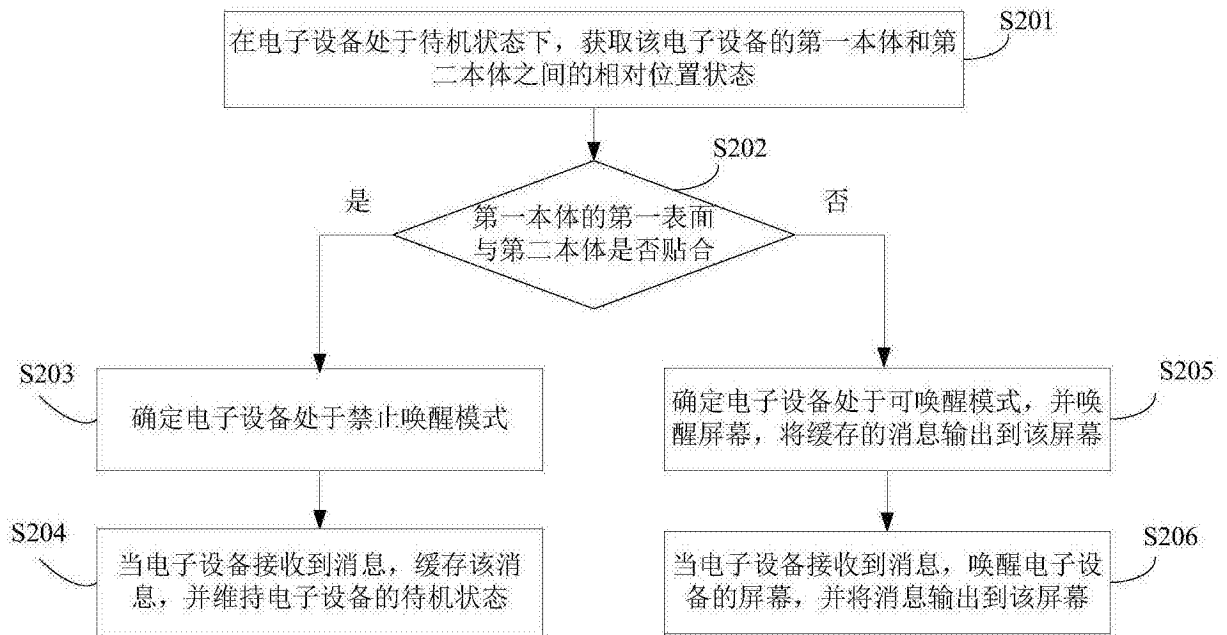 S201
在电子设备处于待机状态下，获取该电子设备的第一本体和第
二本体之间的相对位置状态
S202
是
否
第一本体的第一表面
与第二本体是否贴合
S203
确定电子设备处于禁止唤醒模式
S205
确定电子设备处于可唤醒模式，并唤
醒屏幕，将缓存的消息输出到该屏幕
S204
当电子设备接收到消息，缓存该消
息，并维持电子设备的待机状态
S206
当电子设备接收到消息，唤醒电子设
备的屏幕，并将消息输出到该屏幕